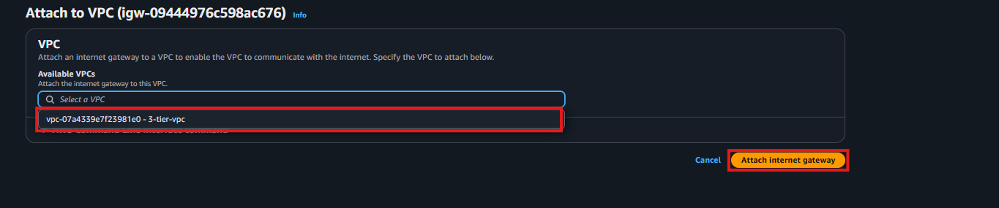 Attach to VPC (igw-09444976c598ac676) Info
VPC
Attach an internet gateway to a VPC to enable the VPC to communicate with the internet. Specify the VPC to attach below.
Available VPCs
Attach the internet gateway to this VPC.
Select a VPC
vpc-07a4339e7f23981e0 - 3-tier-vpc
Cancel Attach internet gateway